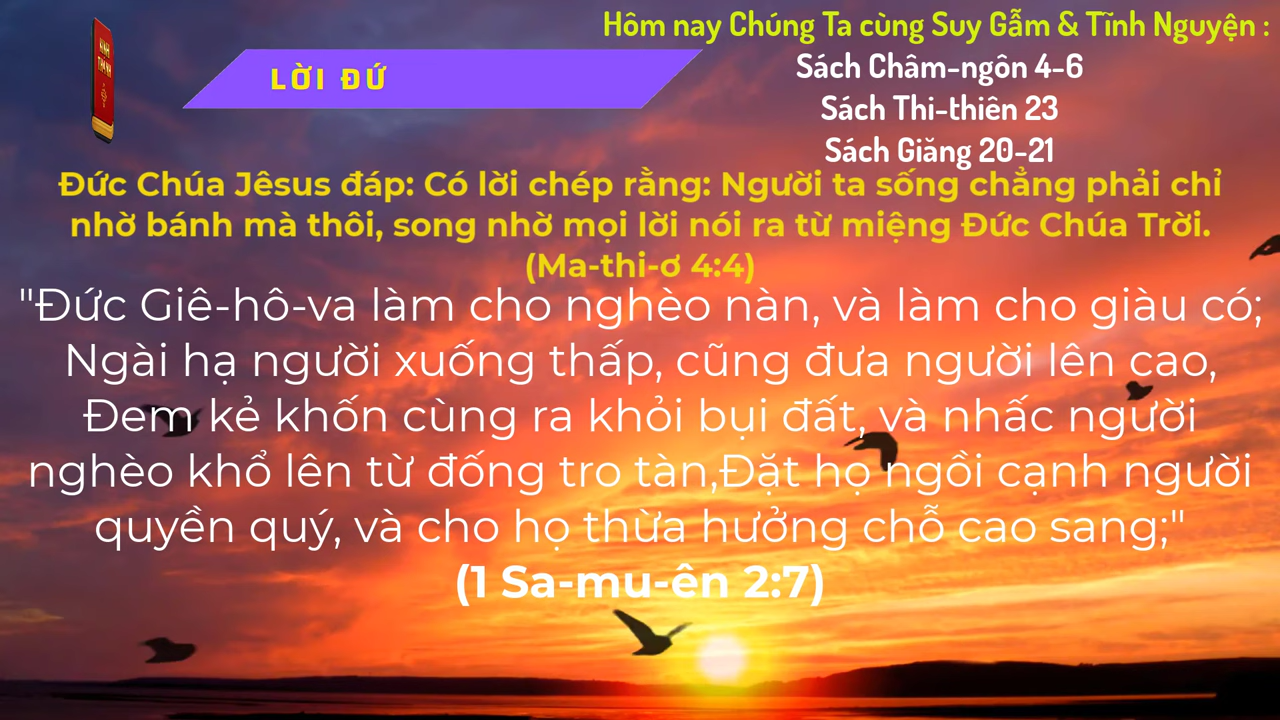 Hôm nay Chúng Ta cùng Suy Gẫm & Tĩnh Nguyện :
Sách Châm-ngôn 4-6
Sách Thi-thiên 23
Sách Giăng 20-21
LỜI ĐỨ
KINH
THÁNH
Đức Chúa Jêsus đáp: Có lời chép rằng: Người ta sống chẳng phải chỉ
nhờ bánh mà thôi, song nhờ mọi lời nói ra từ miệng Đức Chúa Trời.
(Ma-thi-ơ 4:4)
"Đức Giê-hô-va làm cho nghèo nàn, và làm cho giàu có;
Ngài hạ người xuống thấp, cũng đưa người lên cao,
Đem kẻ khốn cùng ra khỏi bụi đất, và nhấc người
nghèo khổ lên từ đống tro tàn,Đặt họ ngồi cạnh người
quyền quý, và cho họ thừa hưởng chỗ cao sang;"
(1 Sa-mu-ên 2:7)